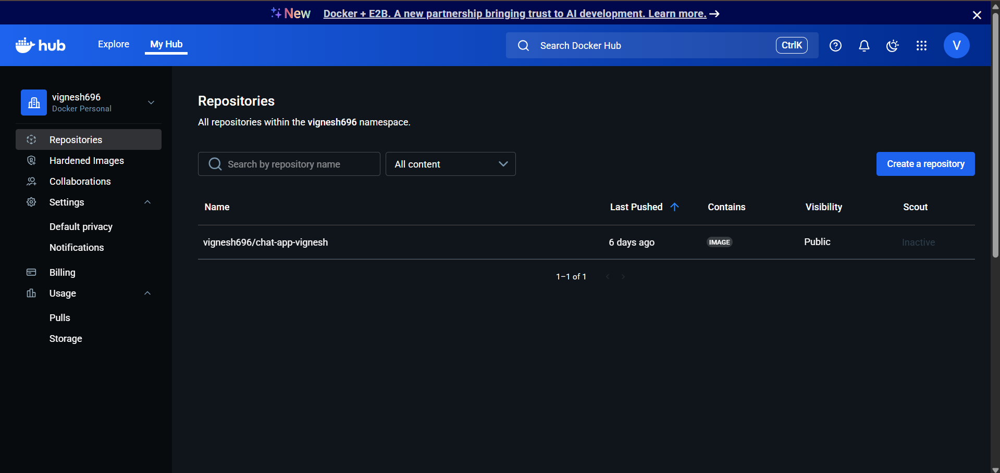 New Docker + E2B. A new partnership bringing trust to AI development. Learn more.
hub Explore My Hub Search Docker Hub CtrlK V
vignesh696
Docker Personal
Repositories
Hardened Images
Collaborations
Settings
Default privacy
Notifications
Billing
Usage
Pulls
Storage
Repositories
All repositories within the vignesh696 namespace.
Search by repository name All content Create a repository
Name Last Pushed Contains Visibility Scout
vignesh696/chat-app-vignesh 6 days ago IMAGE Public Inactive
1–1 of 1